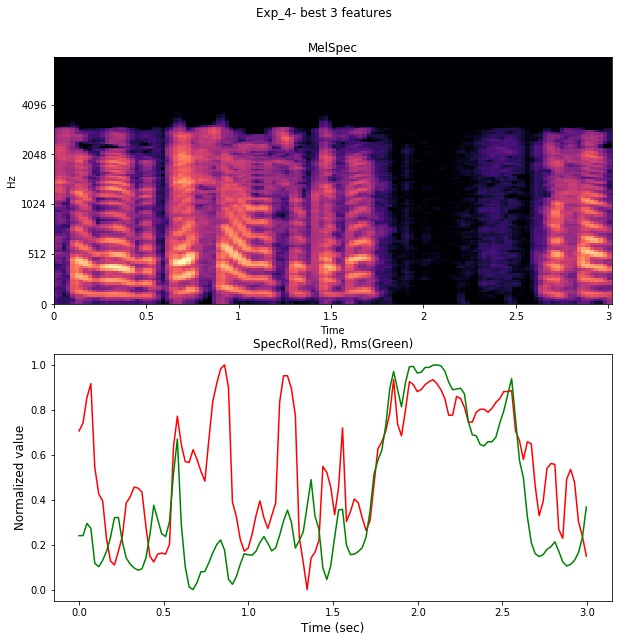 Exp_4- best 3 features
MelSpec
4096
2048
1024
512
0
Hz
0 0.5 1 1.5 2 2.5 3
Time
SpecRol(Red), Rms(Green)
1.0
0.8
0.6
0.4
0.2
0.0
Normalized value
0.0 0.5 1.0 1.5 2.0 2.5 3.0
Time (sec)